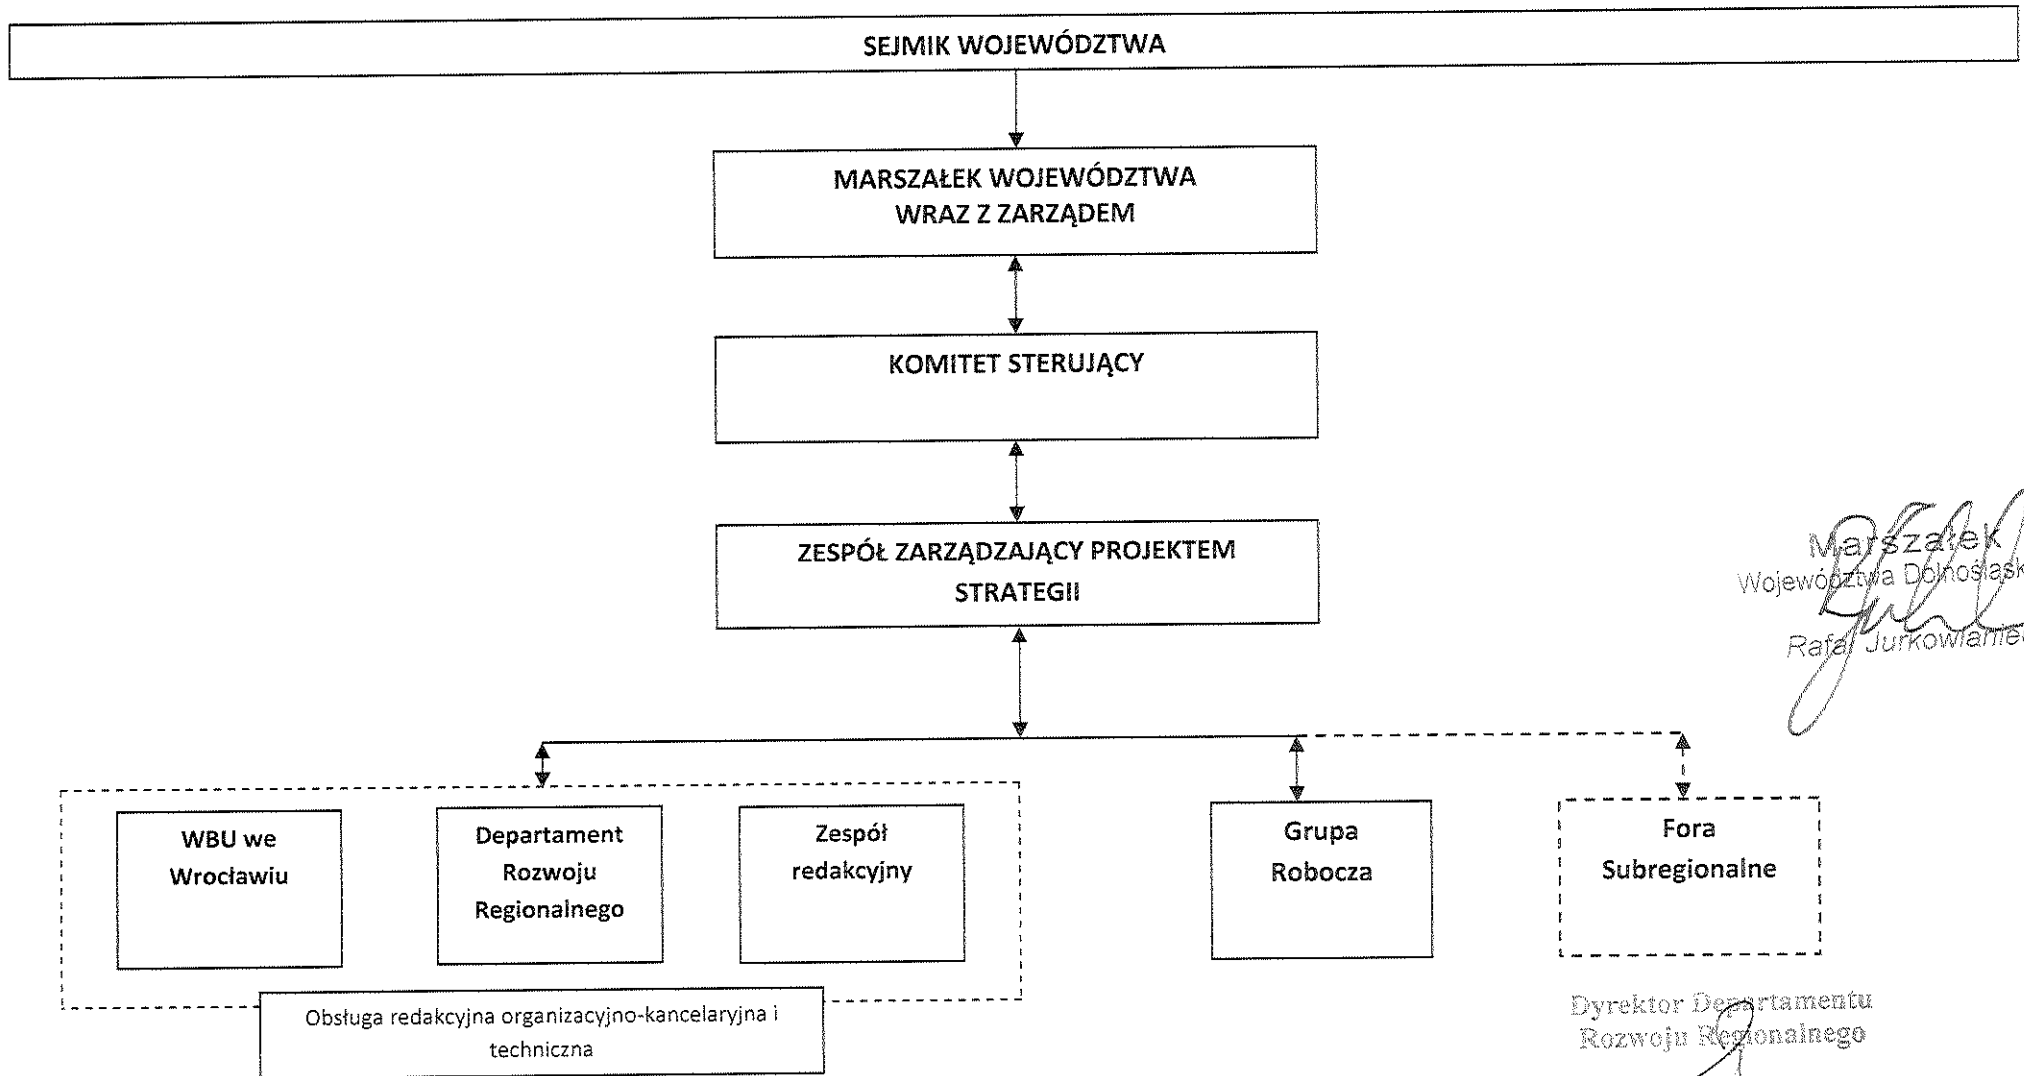 SEJMIK WOJEWÓDZTWA
MARSZAŁEK WOJEWÓDZTWA
WRAZ Z ZARZĄDEM
KOMITET STERUJĄCY
ZESPÓŁ ZARZĄDZAJĄCY PROJEKTEM
STRATEGII
Marszałek
Województwa Dolnośląsk
Rafał Jurkowlaniec
WBU we
Wrocławiu
Departament
Rozwoju
Regionalnego
Zespół
redakcyjny
Grupa
Robocza
Fora
Subregionalne
Obsługa redakcyjna organizacyjno-kancelaryjna i
techniczna
Dyrektor Departamentu
Rozwoju Regionalnego